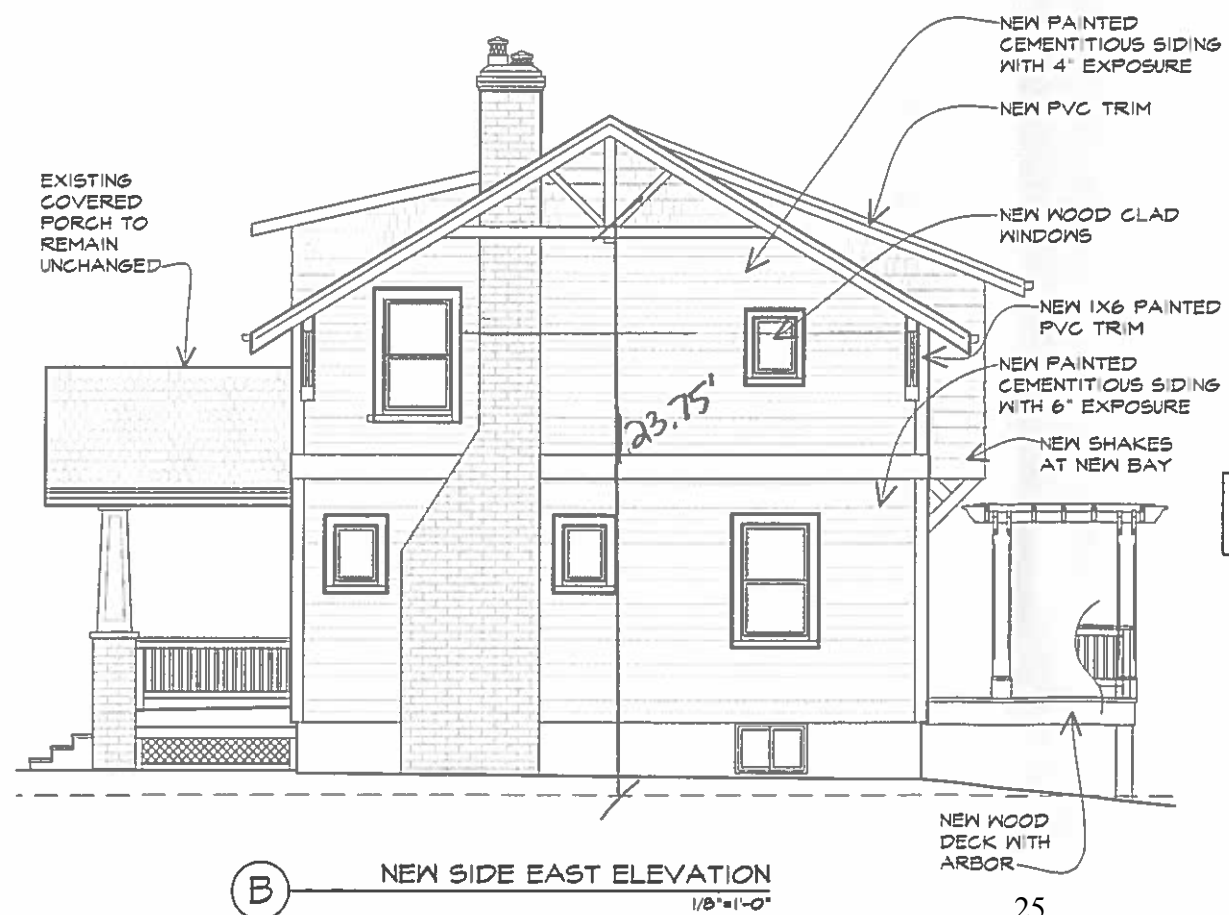 NEW PAINTED
CEMENTITIOUS SIDING
WITH 4" EXPOSURE
NEW PVC TRIM
EXISTING
COVERED
PORCH TO
REMAIN
UNCHANGED
NEW WOOD CLAD
WINDOWS
NEW 1X6 PAINTED
PVC TRIM
NEW PAINTED
CEMENTITIOUS SIDING
WITH 6" EXPOSURE
23.75'
NEW SHAKES
AT NEW BAY
NEW WOOD
DECK WITH
ARBOR
B
NEW SIDE EAST ELEVATION
1/8"=1'-0"
25